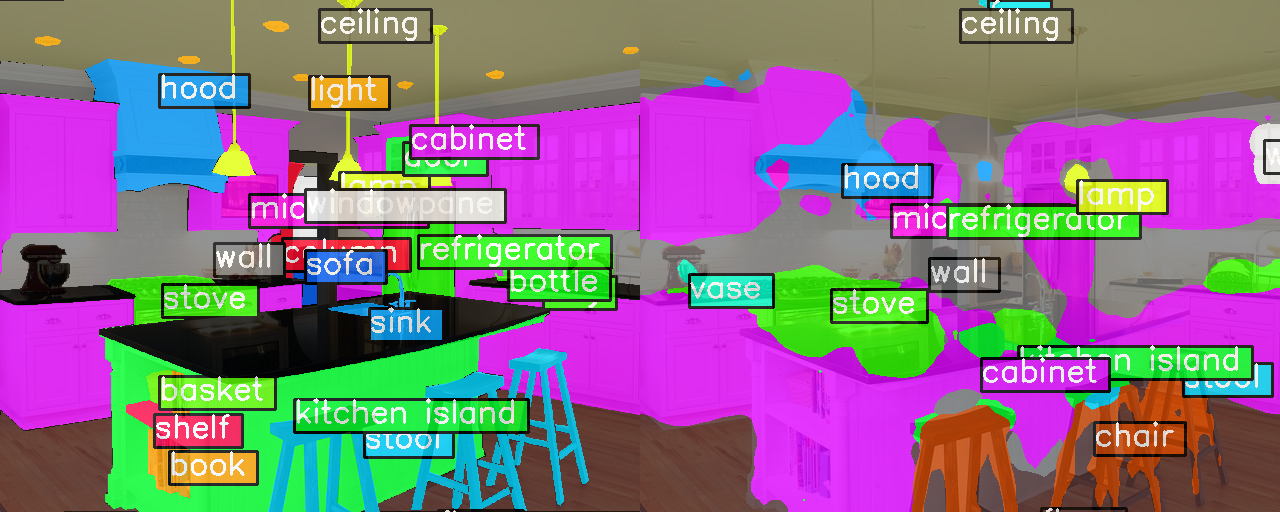 ceiling
hood
light
cabinet
door
lamp
mic
windowpane
wall
column
sofa
refrigerator
bottle
stove
sink
basket
kitchen island
shelf
stool
book
ceiling
hood
lamp
mic
refrigerator
wall
vase
stove
kitchen island
cabinet
stool
chair